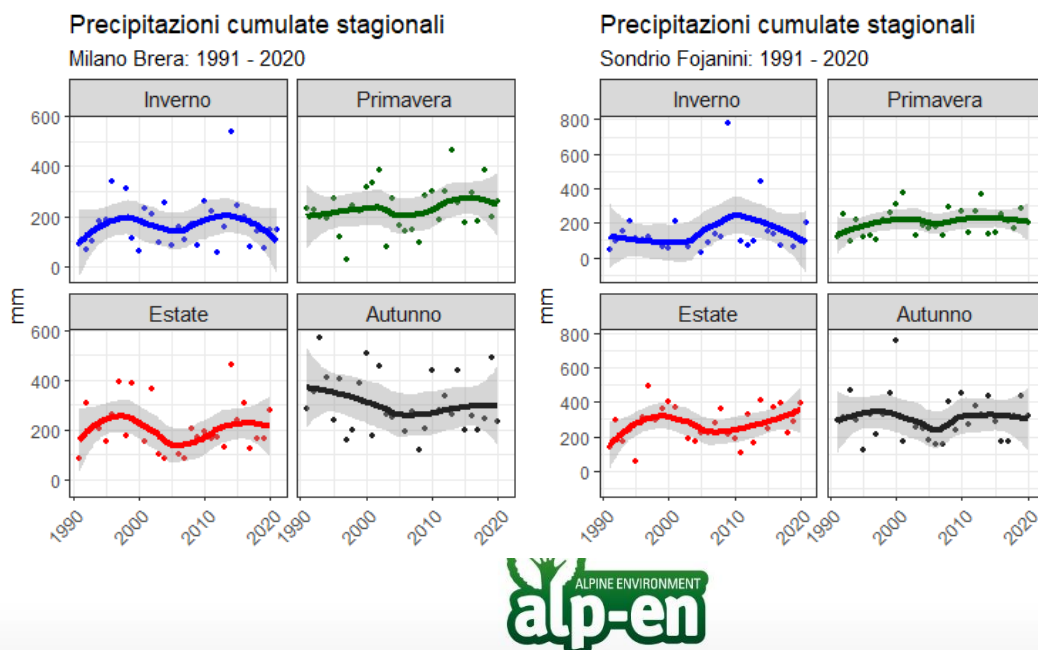 Precipitazioni cumulate stagionali
Milano Brera: 1991 - 2020
Inverno
Primavera
600
400
200
0
Estate
Autunno
600
400
200
0
mm
1990
2000
2010
2020
1990
2000
2010
2020
Precipitazioni cumulate stagionali
Sondrio Fojanini: 1991 - 2020
Inverno
Primavera
800
600
400
200
0
Estate
Autunno
800
600
400
200
0
mm
1990
2000
2010
2020
1990
2000
2010
2020
ALPINE ENVIRONMENT
alp-en